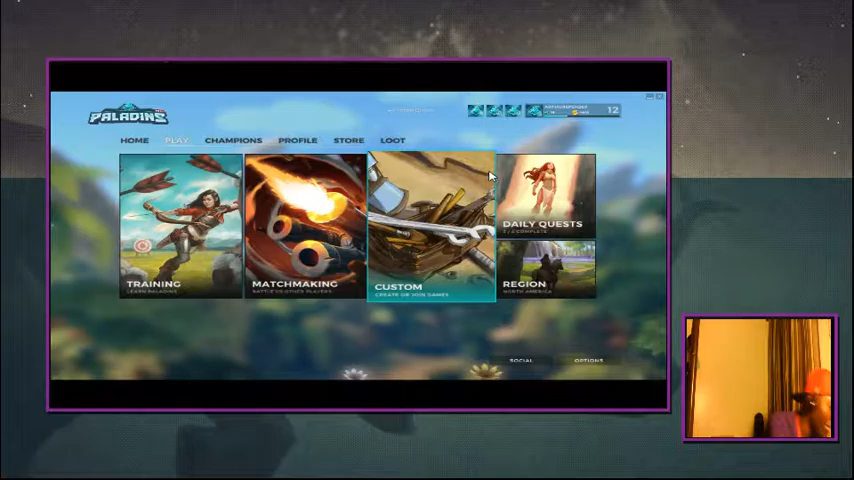 PALADINS
12
HOME PLAY CHAMPIONS PROFILE STORE LOOT
DAILY QUESTS
TRAINING
LEARN PALADINS
MATCHMAKING
BATTLE VS OTHER PLAYERS
CUSTOM
CREATE OR JOIN GAMES
REGION
NORTH AMERICA
SOCIAL OPTIONS